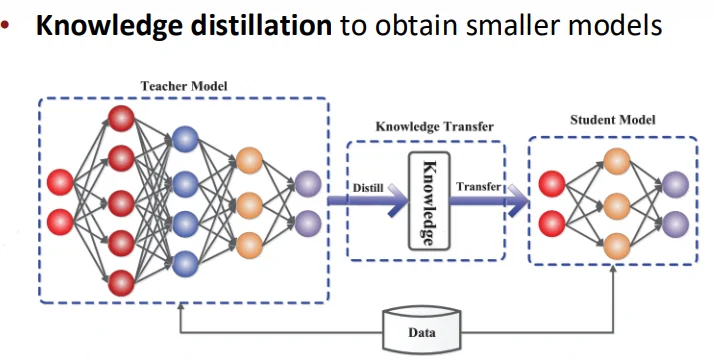 • Knowledge distillation to obtain smaller models
Teacher Model
Knowledge Transfer
Student Model
Distill
Knowledge
Transfer
Data